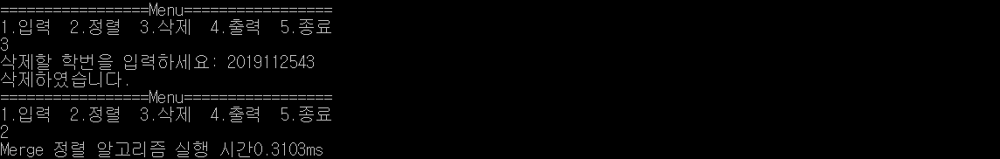 =================Menu=================
1.입력  2.정렬  3.삭제  4.출력  5.종료
3
삭제할 학번을 입력하세요: 2019112543
삭제하였습니다.
=================Menu=================
1.입력  2.정렬  3.삭제  4.출력  5.종료
2
Merge 정렬 알고리즘 실행 시간0.3103ms